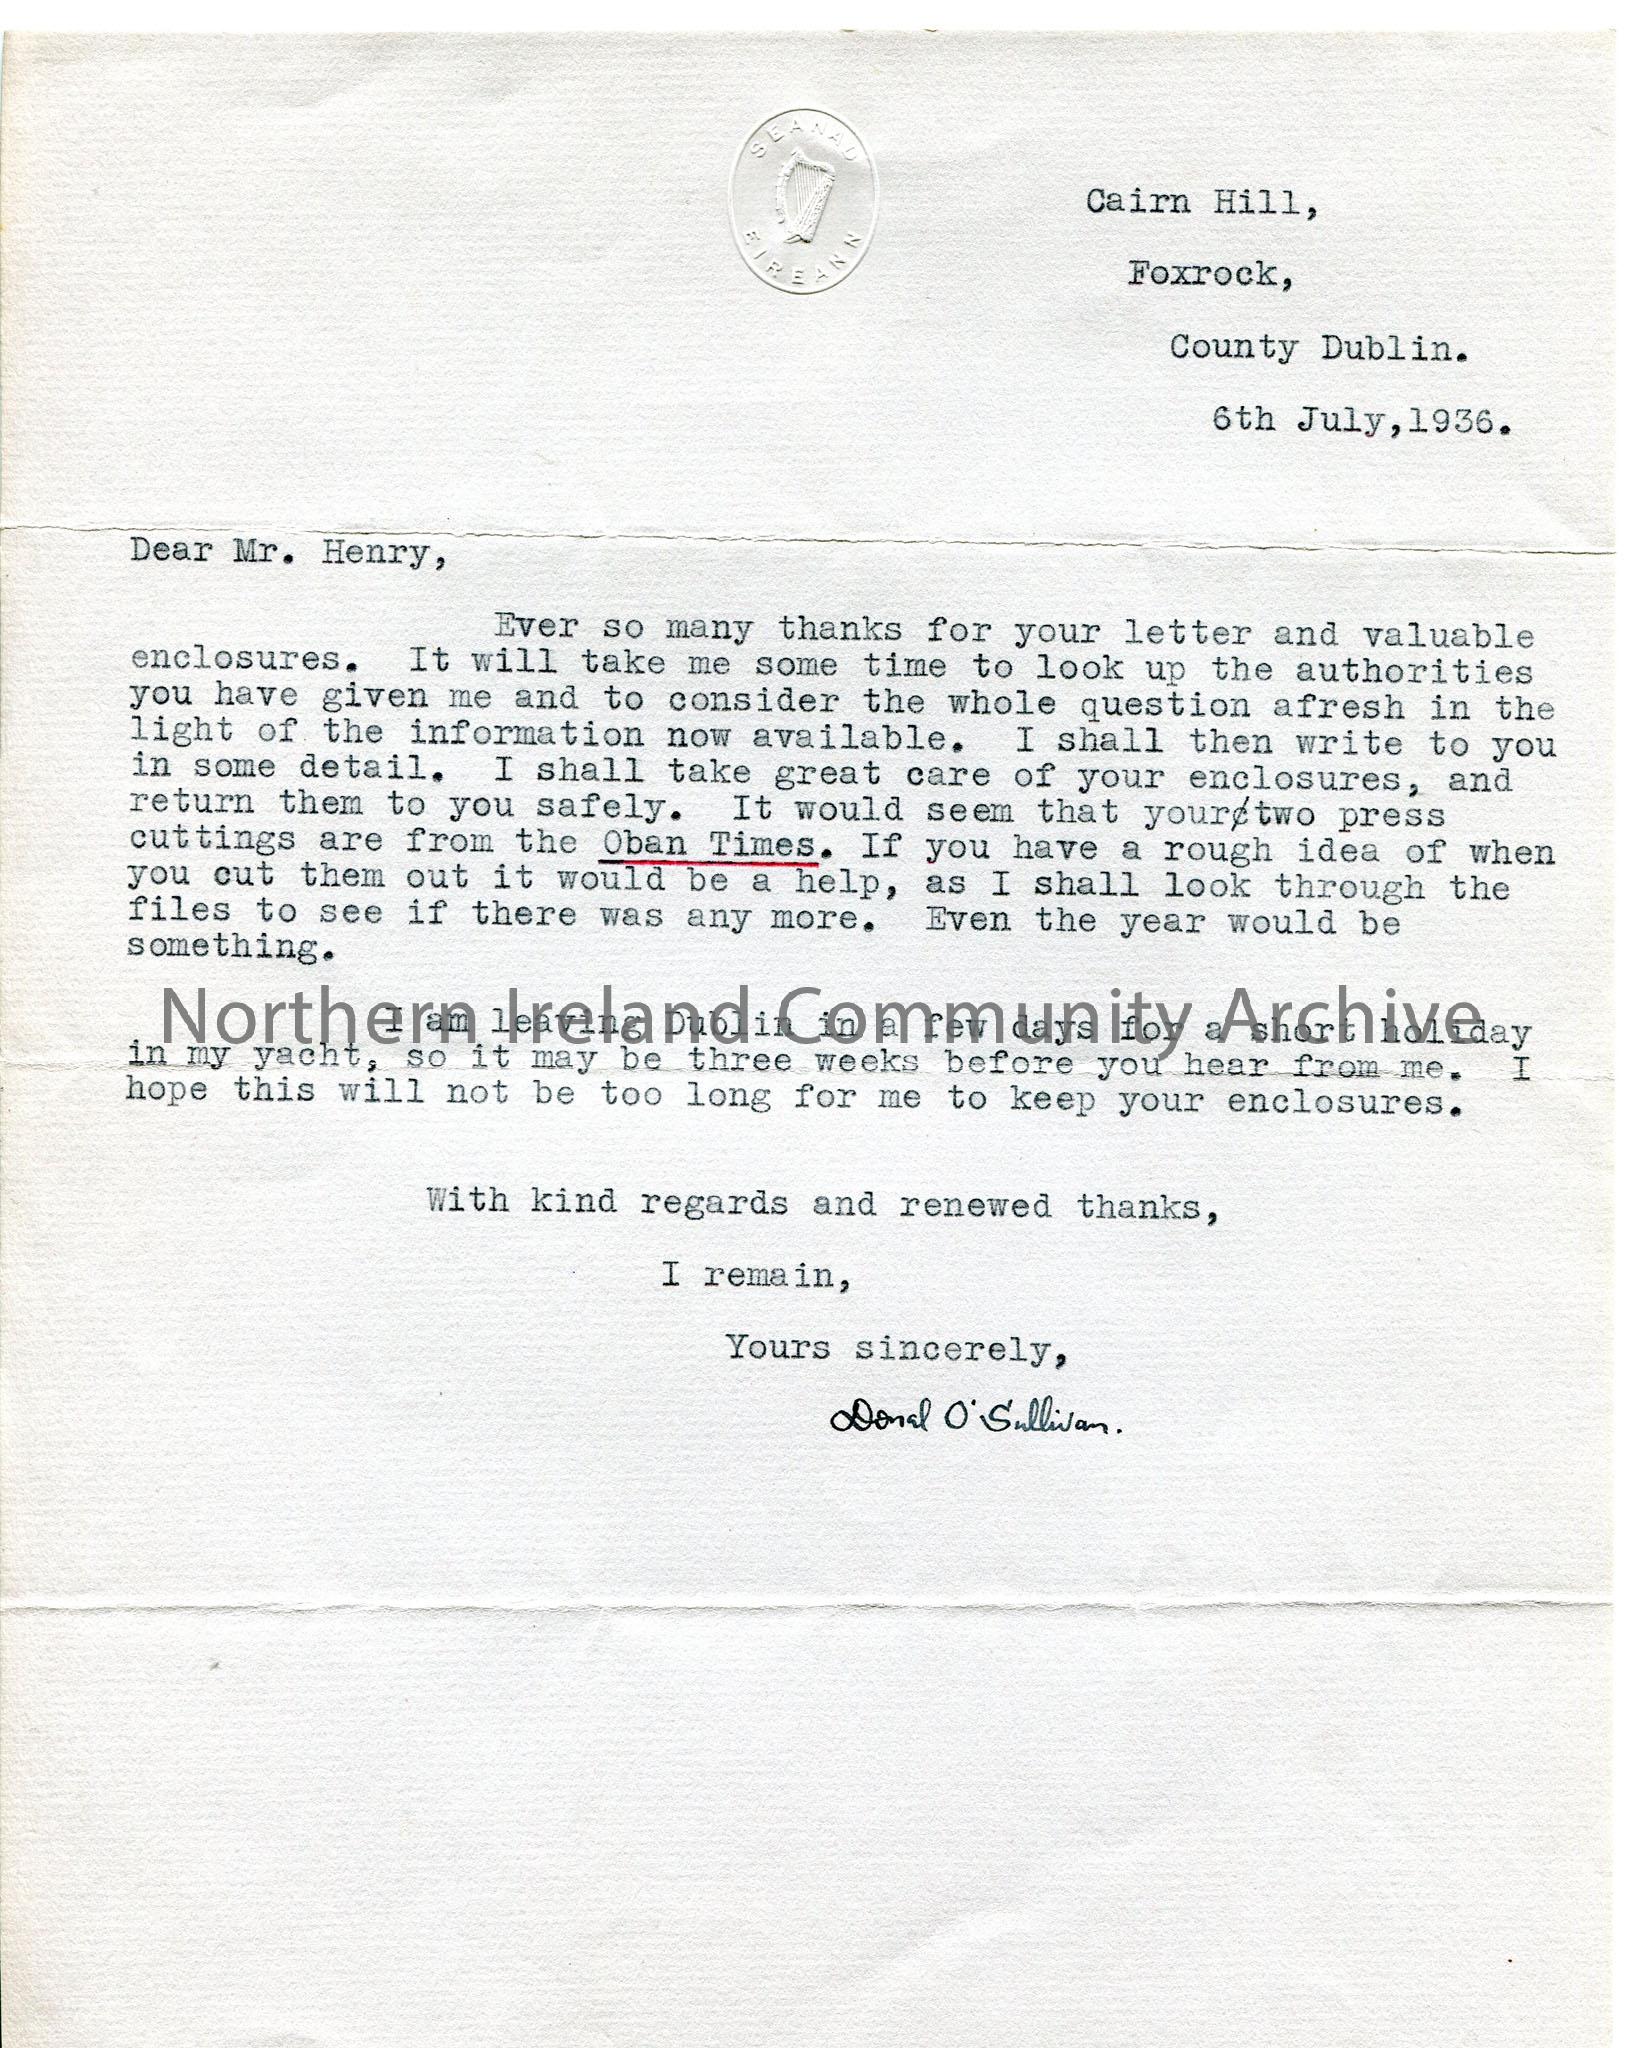 SEANAD
EIREANN
Cairn Hill,
Foxrock,
County Dublin.
6th July,1936.
Dear Mr. Henry,
Ever so many thanks for your letter and valuable
enclosures. It will take me some time to look up the authorities
you have given me and to consider the whole question afresh in the
light of the information now available. I shall then write to you
in some detail. I shall take great care of your enclosures, and
return them to you safely. It would seem that your two press
cuttings are from the Oban Times. If you have a rough idea of when
you cut them out it would be a help, as I shall look through the
files to see if there was any more. Even the year would be
something.
Northern Ireland Community Archive
I am leaving Dublin in a few days for a short holiday
in my yacht, so it may be three weeks before you hear from me. I
hope this will not be too long for me to keep your enclosures.
With kind regards and renewed thanks,
I remain,
Yours sincerely,
Donal O'Sullivan.